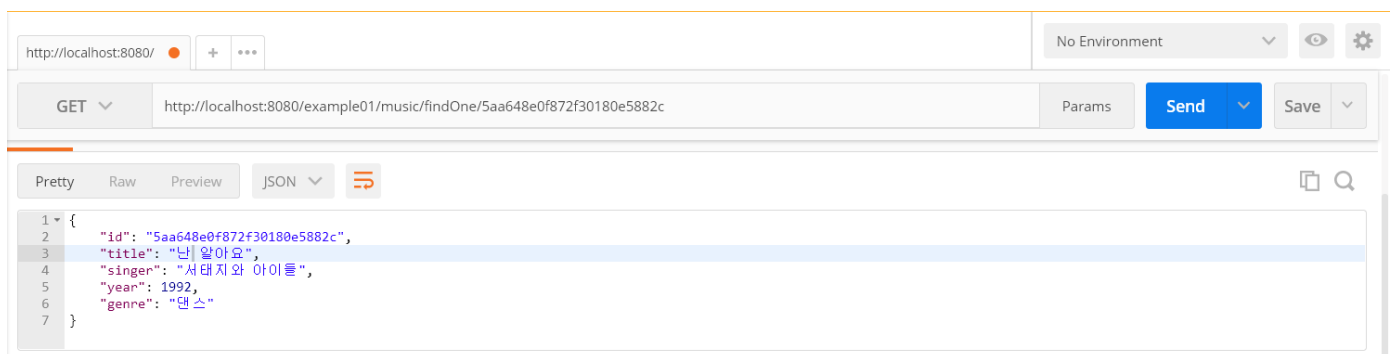 http://localhost:8080/ + ••• No Environment
GET http://localhost:8080/example01/music/findOne/5aa648e0f872f30180e5882c Params Send Save
Pretty Raw Preview JSON
1 {
2 "id": "5aa648e0f872f30180e5882c",
3 "title": "난 알아요",
4 "singer": "서태지와 아이들",
5 "year": 1992,
6 "genre": "댄스"
7 }